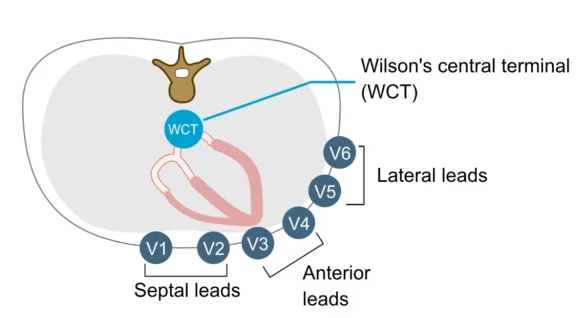 Wilson's central terminal
(WCT)
WCT
V6
Lateral leads
V5
V4
V3
V1
V2
Anterior
leads
Septal leads